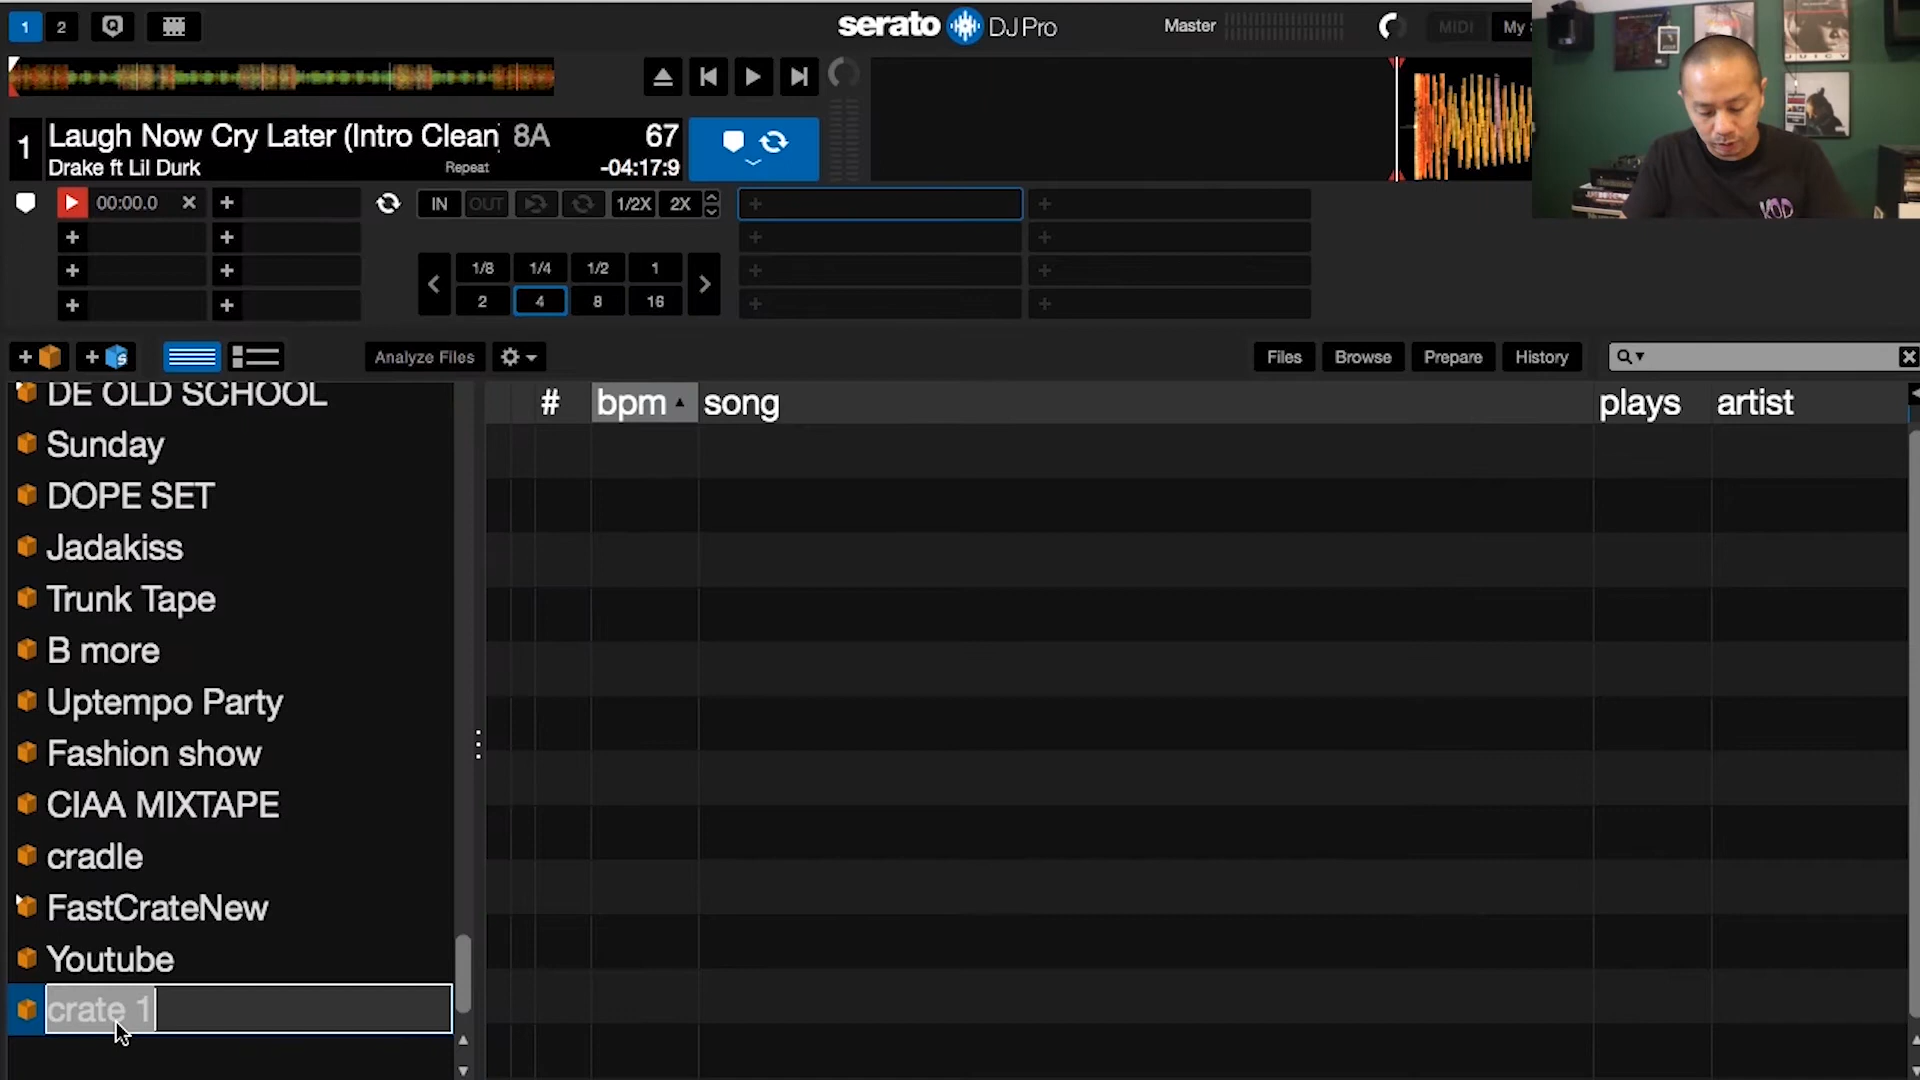 1 2 serato DJ Pro Master MIDI My
1 Laugh Now Cry Later (Intro Clean) 8A 67
Drake ft Lil Durk Repeat -04:17:9
00:00.0 IN OUT 1/2X 2X
1/8 1/4 1/2 1
2 4 8 16
Analyze Files Files Browse Prepare History
# bpm song plays artist
DE OLD SCHOOL
Sunday
DOPE SET
Jadakiss
Trunk Tape
B more
Uptempo Party
Fashion show
CIAA MIXTAPE
cradle
FastCrateNew
Youtube
crate 1
JUICY
KOD